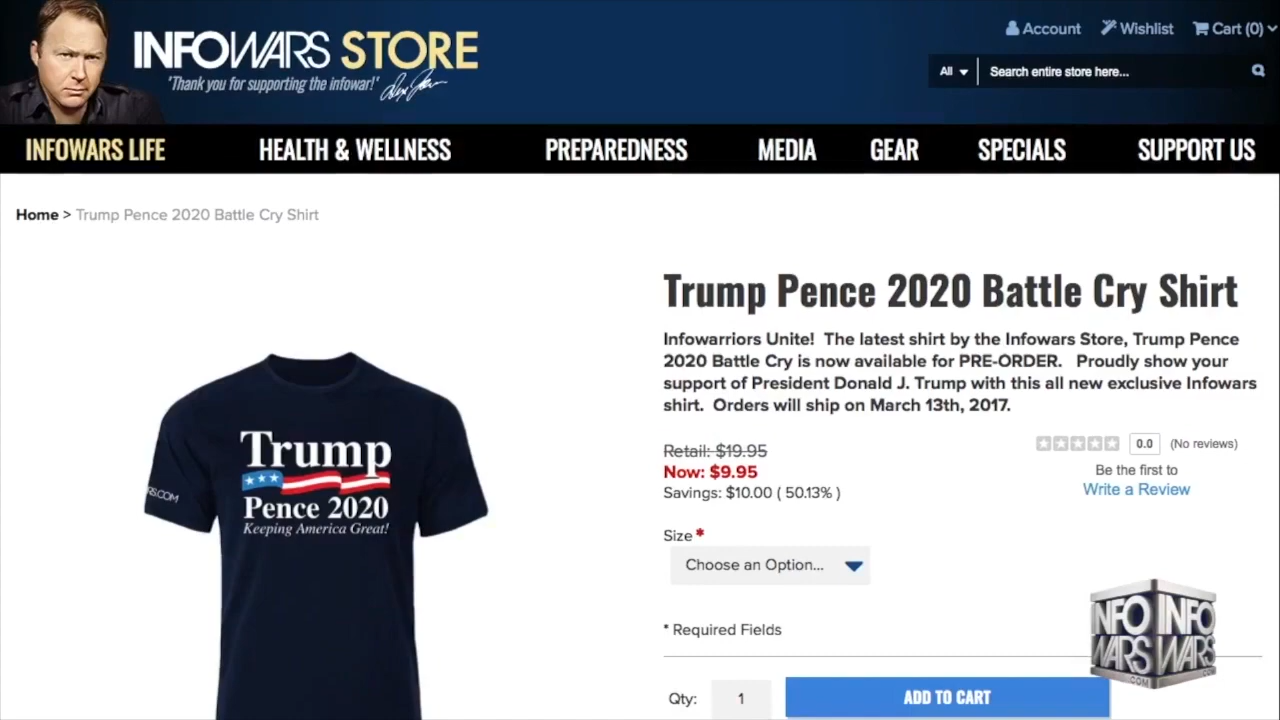 Account
Wishlist
Cart (0)
INFOWARS STORE
'Thank you for supporting the infowar!' Alex Jones
All
Search entire store here...
INFOWARS LIFE HEALTH & WELLNESS PREPAREDNESS MEDIA GEAR SPECIALS SUPPORT US
Home > Trump Pence 2020 Battle Cry Shirt
Trump Pence 2020 Battle Cry Shirt
Infowarriors Unite! The latest shirt by the Infowars Store, Trump Pence
2020 Battle Cry is now available for PRE-ORDER. Proudly show your
support of President Donald J. Trump with this all new exclusive Infowars
shirt. Orders will ship on March 13th, 2017.
Retail: $19.95
Now: $9.95
Savings: $10.00 ( 50.13% )
0.0 (No reviews)
Be the first to
Write a Review
Size *
Choose an Option...
* Required Fields
Qty: 1
ADD TO CART
RS.COM
Trump
Pence 2020
Keeping America Great!
INFO INFO
WARS WARS
.COM